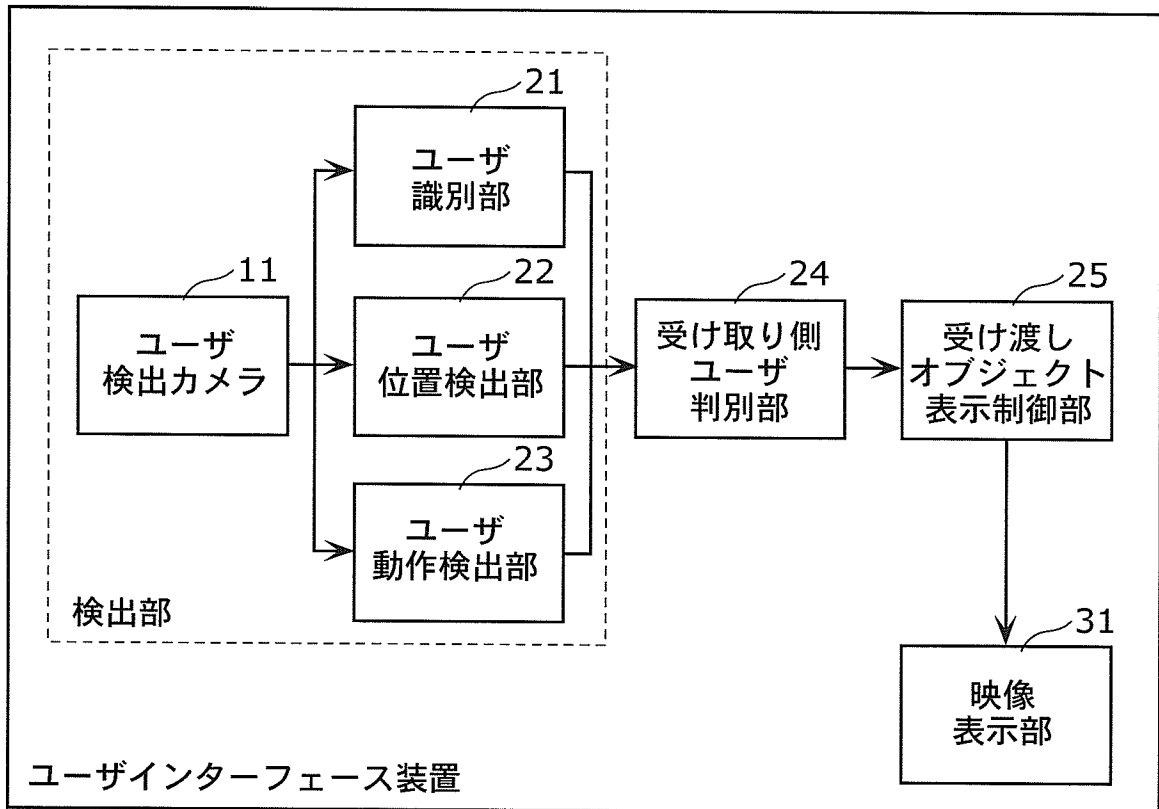 21
ユーザ
識別部
11
ユーザ
検出カメラ
22
ユーザ
位置検出部
23
ユーザ
動作検出部
検出部
24
受け取り側
ユーザ
判別部
25
受け渡し
オブジェクト
表示制御部
31
映像
表示部
ユーザインターフェース装置